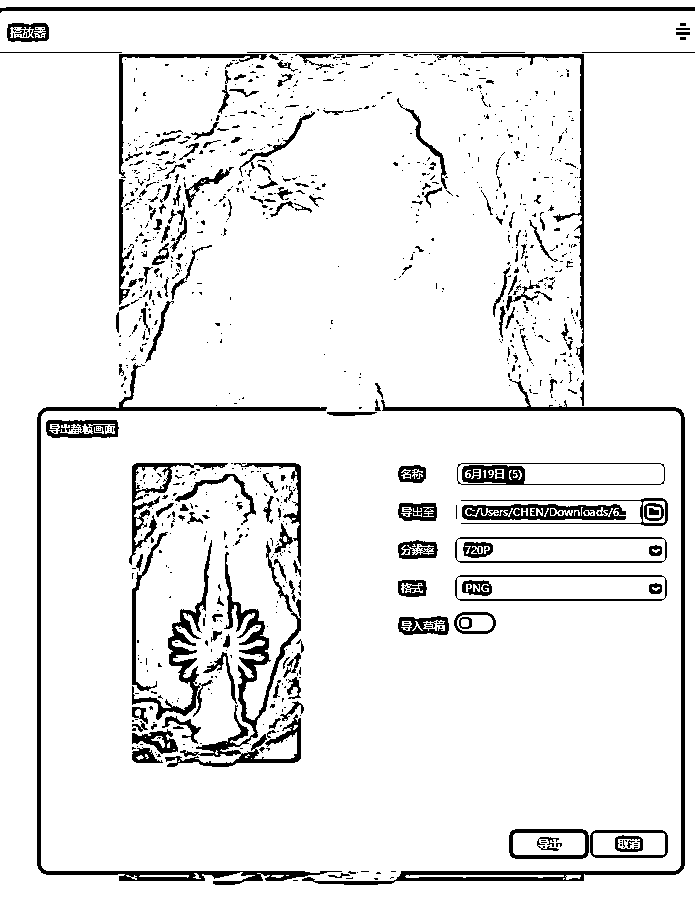 播放器
导出静帧画面
名称
6月19日 (5)
导出至
C:/Users/CHEN/Downloads/6...
分辨率
720P
格式
PNG
导入草稿
导出
取消